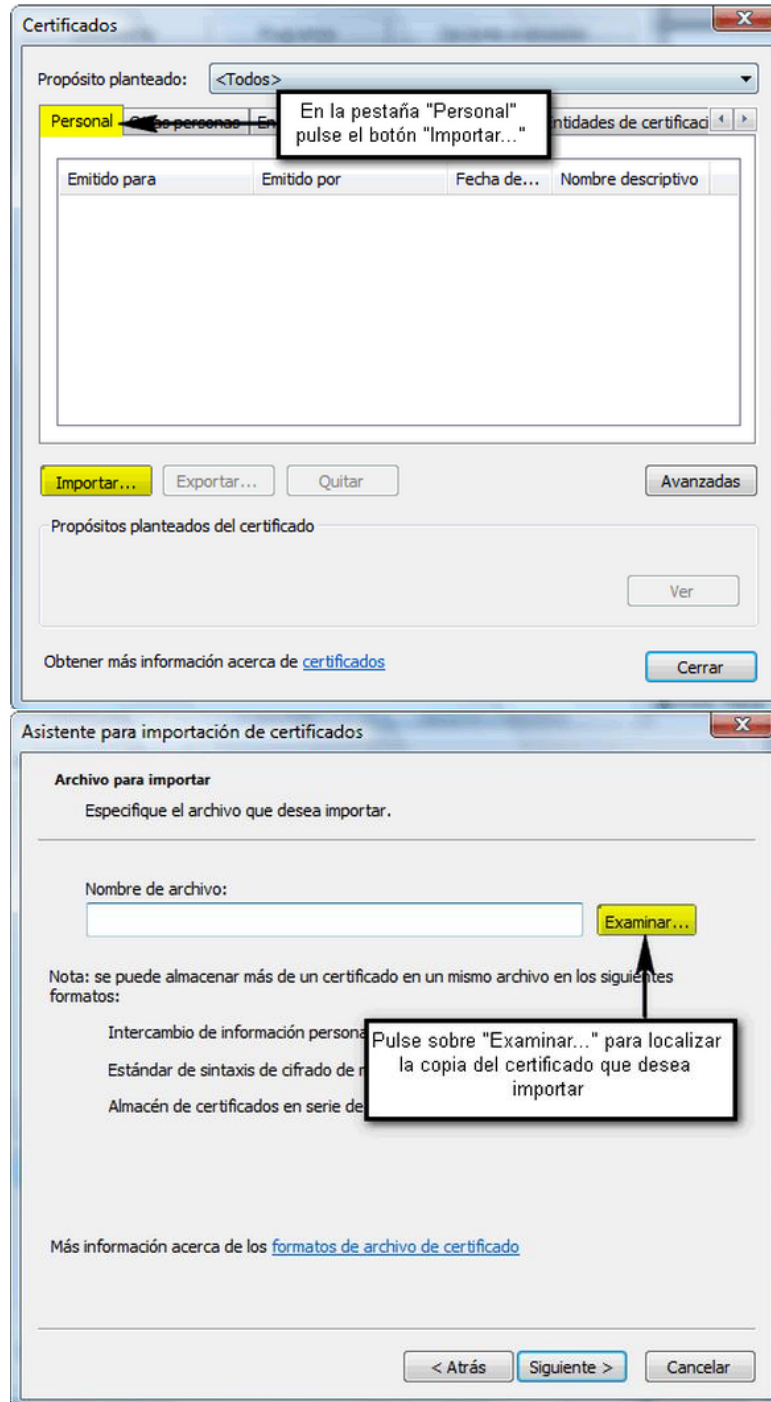 Certificados
Propósito planteado: <Todos>
Personal Otras personas En
En la pestaña "Personal"
pulse el botón "Importar..."
ntidades de certificaci
Emitido para Emitido por Fecha de... Nombre descriptivo
Importar... Exportar... Quitar Avanzadas
Propósitos planteados del certificado
Ver
Obtener más información acerca de certificados
Cerrar
Asistente para importación de certificados
Archivo para importar
Especifique el archivo que desea importar.
Nombre de archivo:
Examinar...
Nota: se puede almacenar más de un certificado en un mismo archivo en los siguientes
formatos:
Intercambio de información persona
Estándar de sintaxis de cifrado de
Almacén de certificados en serie de
Pulse sobre "Examinar..." para localizar
la copia del certificado que desea
importar
Más información acerca de los formatos de archivo de certificado
< Atrás Siguiente > Cancelar